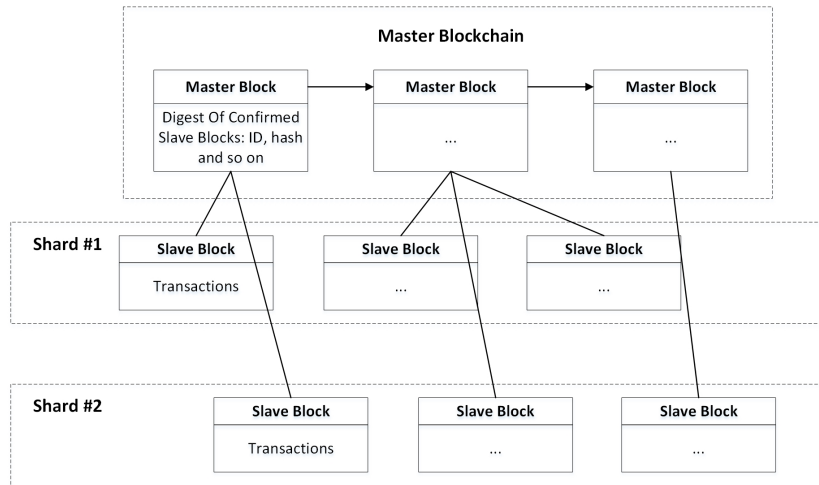 Master Blockchain
Master Block
Master Block
Master Block
Digest Of Confirmed
Slave Blocks: ID, hash
and so on
...
...
Shard #1
Slave Block
Slave Block
Slave Block
Transactions
...
...
Shard #2
Slave Block
Slave Block
Slave Block
Transactions
...
...